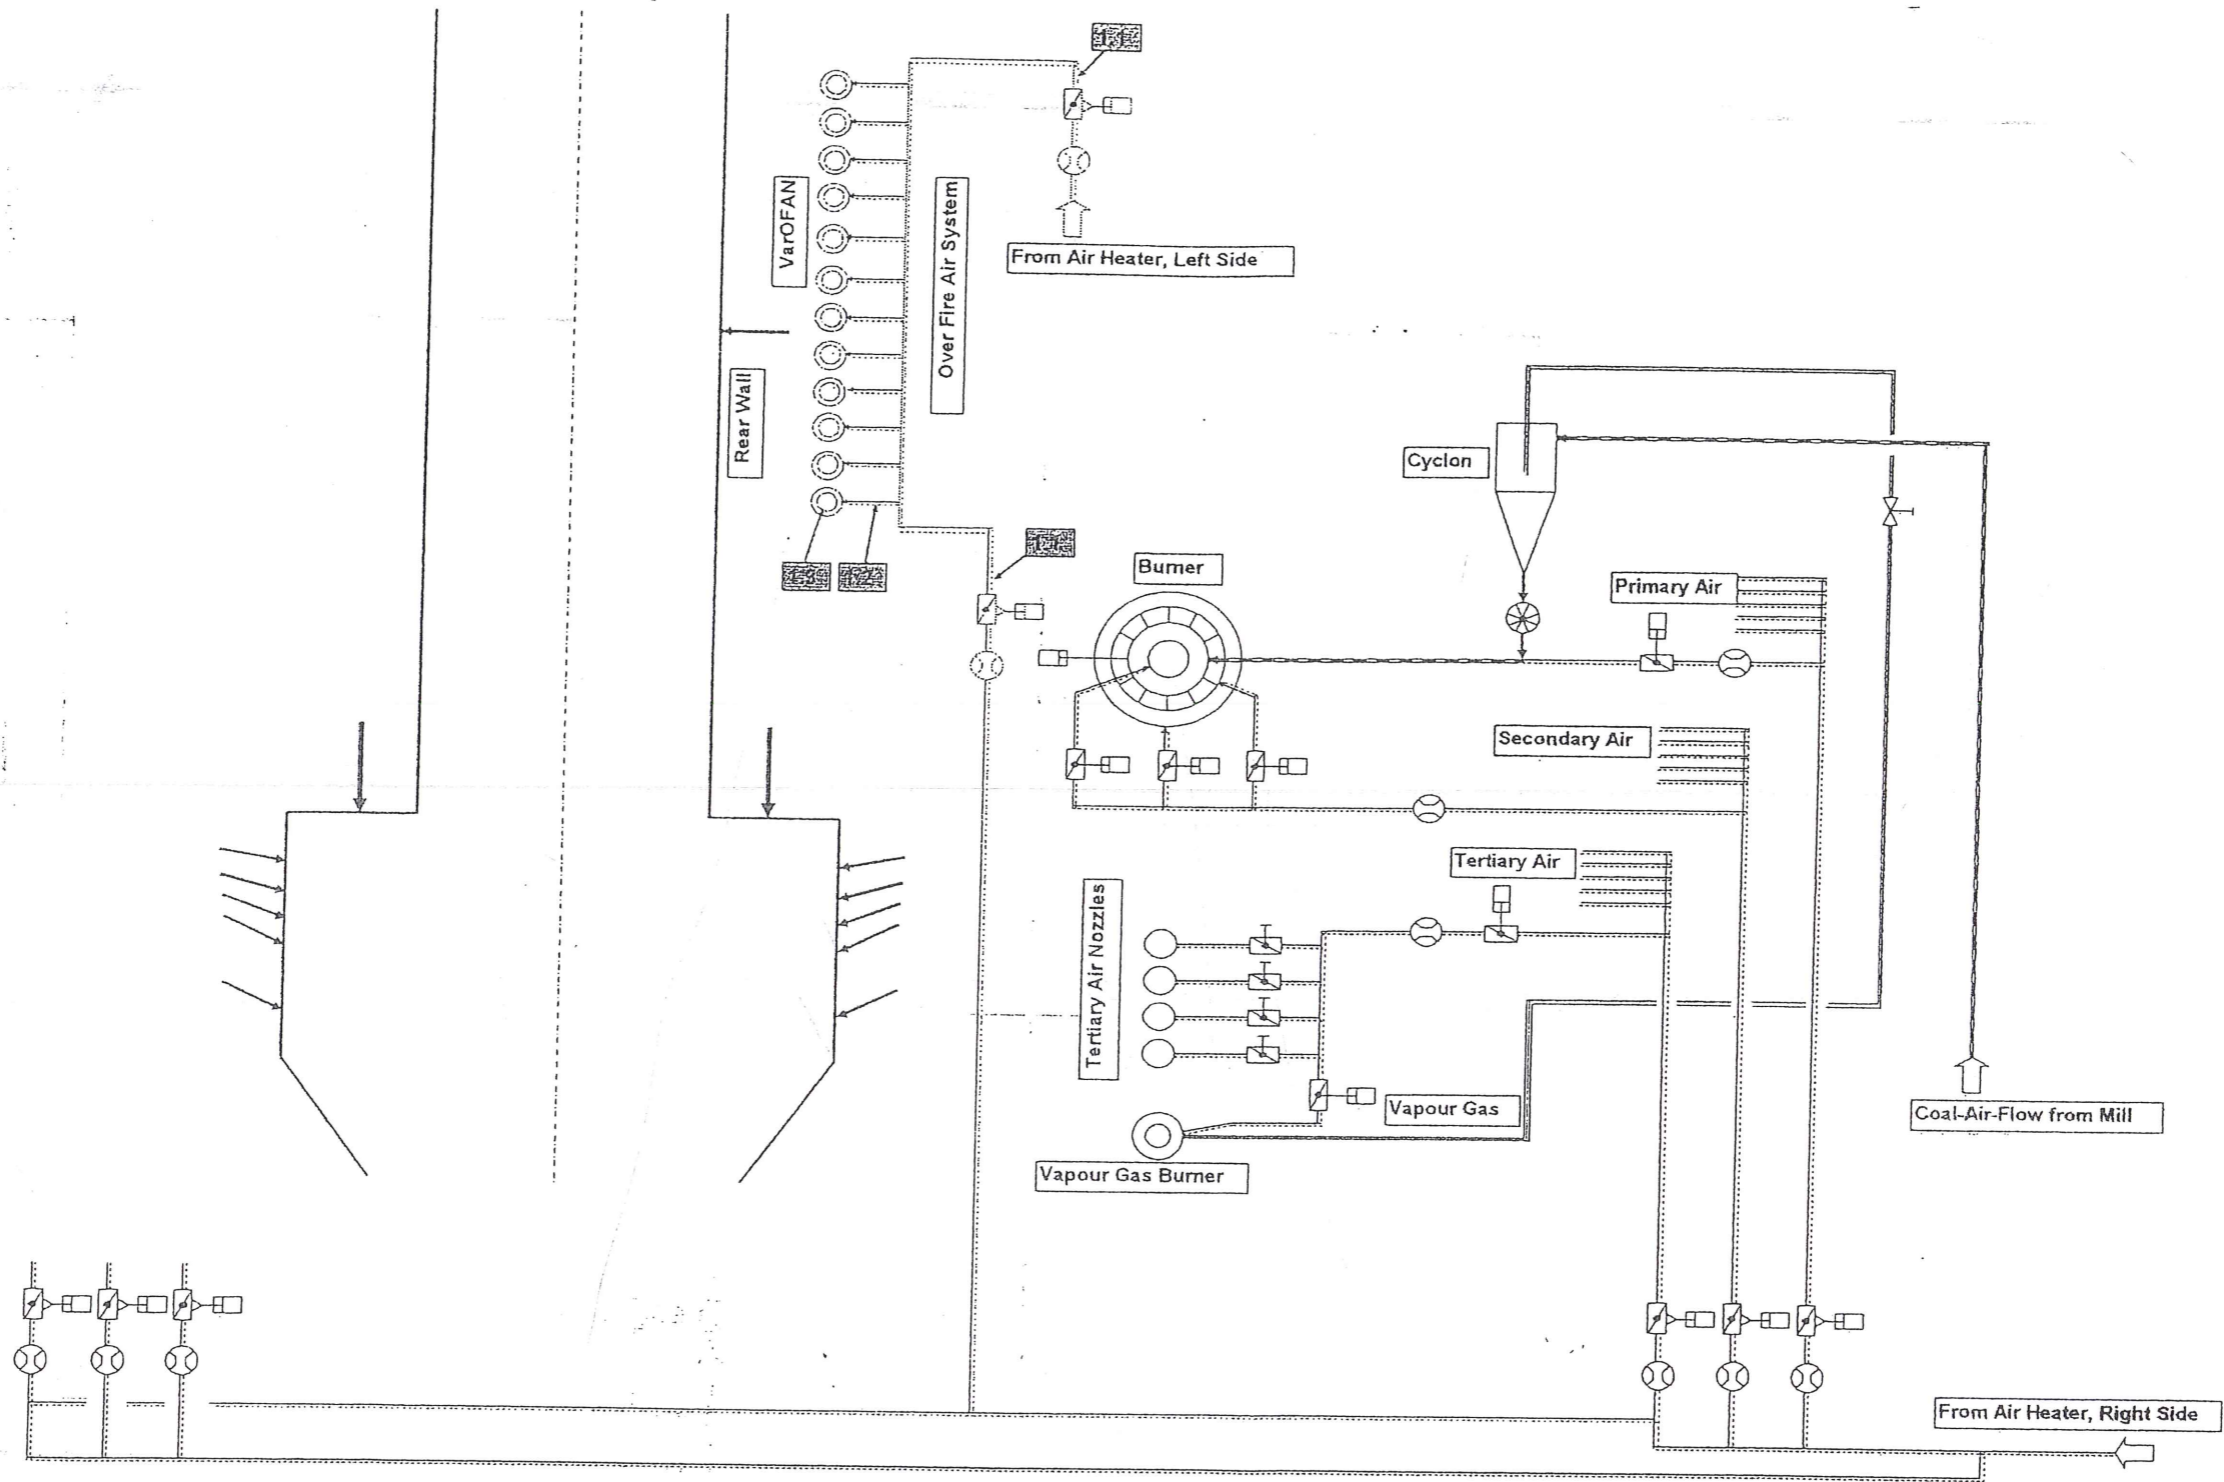 VarOFAN
Over Fire Air System
From Air Heater, Left Side
Rear Wall
Cyclon
Burner
Primary Air
Secondary Air
Tertiary Air
Tertiary Air Nozzles
Vapour Gas
Vapour Gas Burner
Coal-Air-Flow from Mill
From Air Heater, Right Side